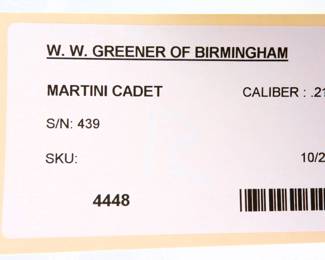 W. W. GREENER OF BIRMINGHAM
MARTINI CADET CALIBER : .21
S/N: 439
SKU: 10/2
4448